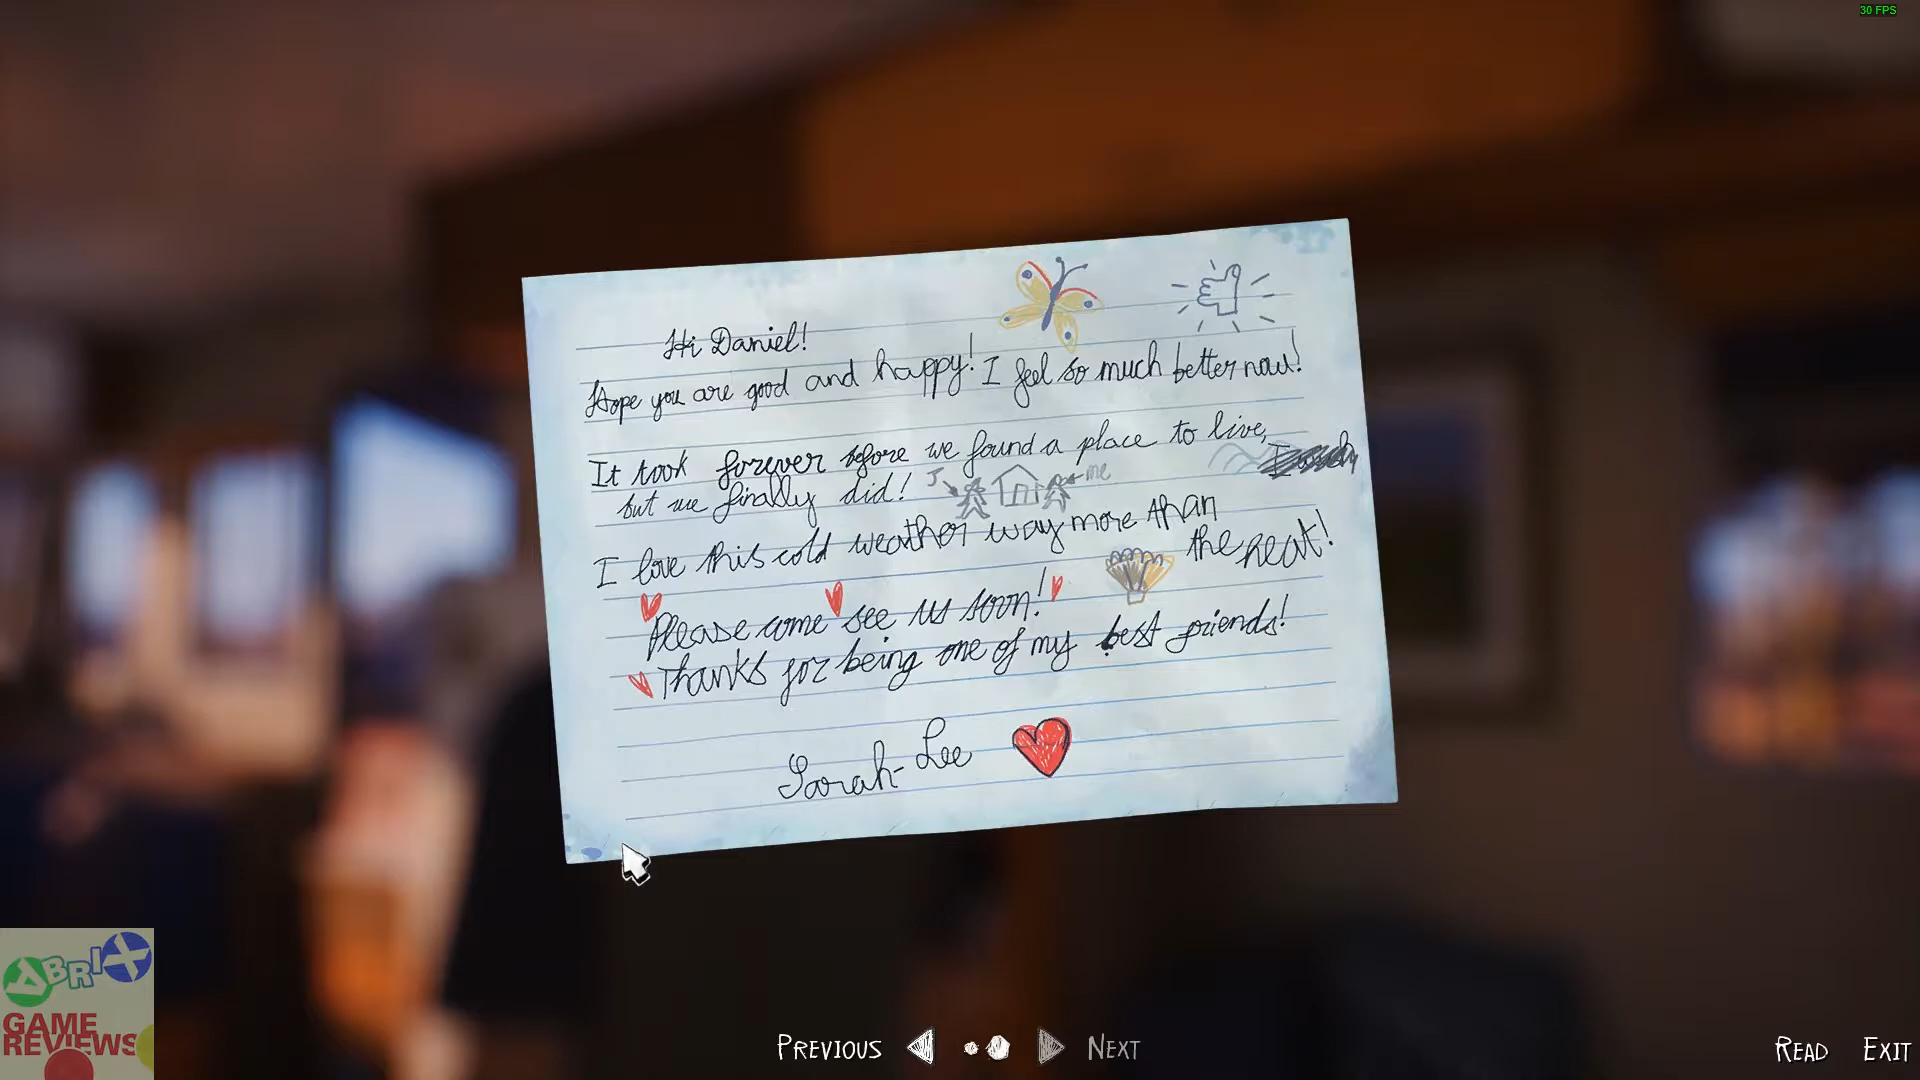 30 FPS
Hi Daniel!
Hope you are good and happy! I feel so much better now!
It took forever before we found a place to live,
but we finally did!
J
me
I love this cold weather way more than
the heat!
Please come see us soon!
Thanks for being one of my best friends!
Sarah-Lee
ABRIX
GAME
REVIEWS
PREVIOUS
NEXT
READ
EXIT